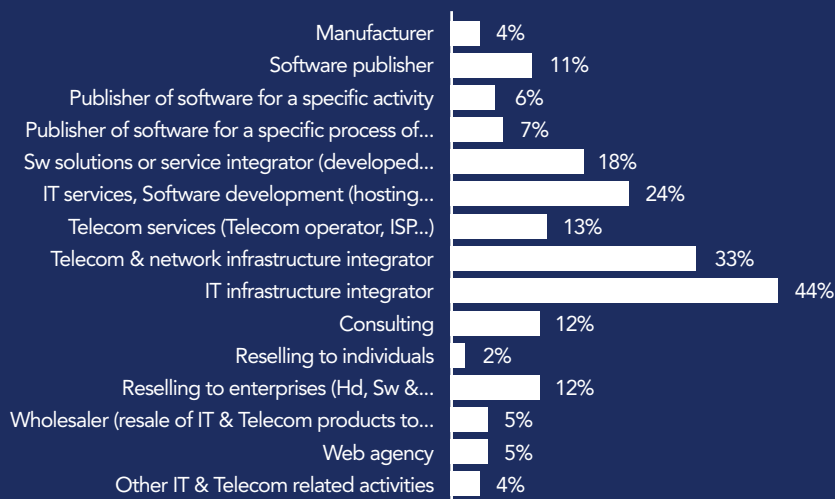 Manufacturer 4%
Software publisher 11%
Publisher of software for a specific activity 6%
Publisher of software for a specific process of... 7%
Sw solutions or service integrator (developed... 18%
IT services, Software development (hosting... 24%
Telecom services (Telecom operator, ISP...) 13%
Telecom & network infrastructure integrator 33%
IT infrastructure integrator 44%
Consulting 12%
Reselling to individuals 2%
Reselling to enterprises (Hd, Sw &... 12%
Wholesaler (resale of IT & Telecom products to... 5%
Web agency 5%
Other IT & Telecom related activities 4%